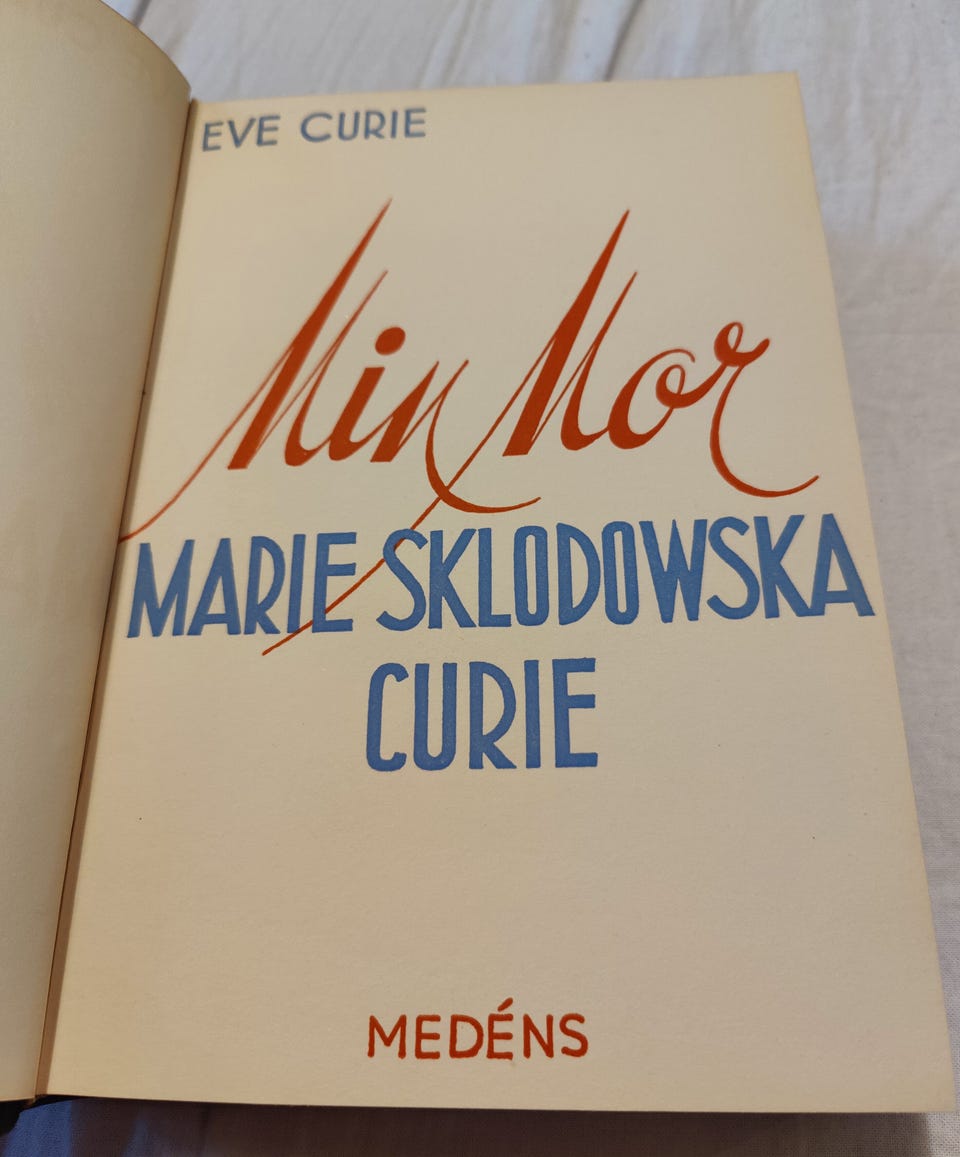 EVE CURIE
Min Mor
MARIE SKLODOWSKA
CURIE
MEDÉNS